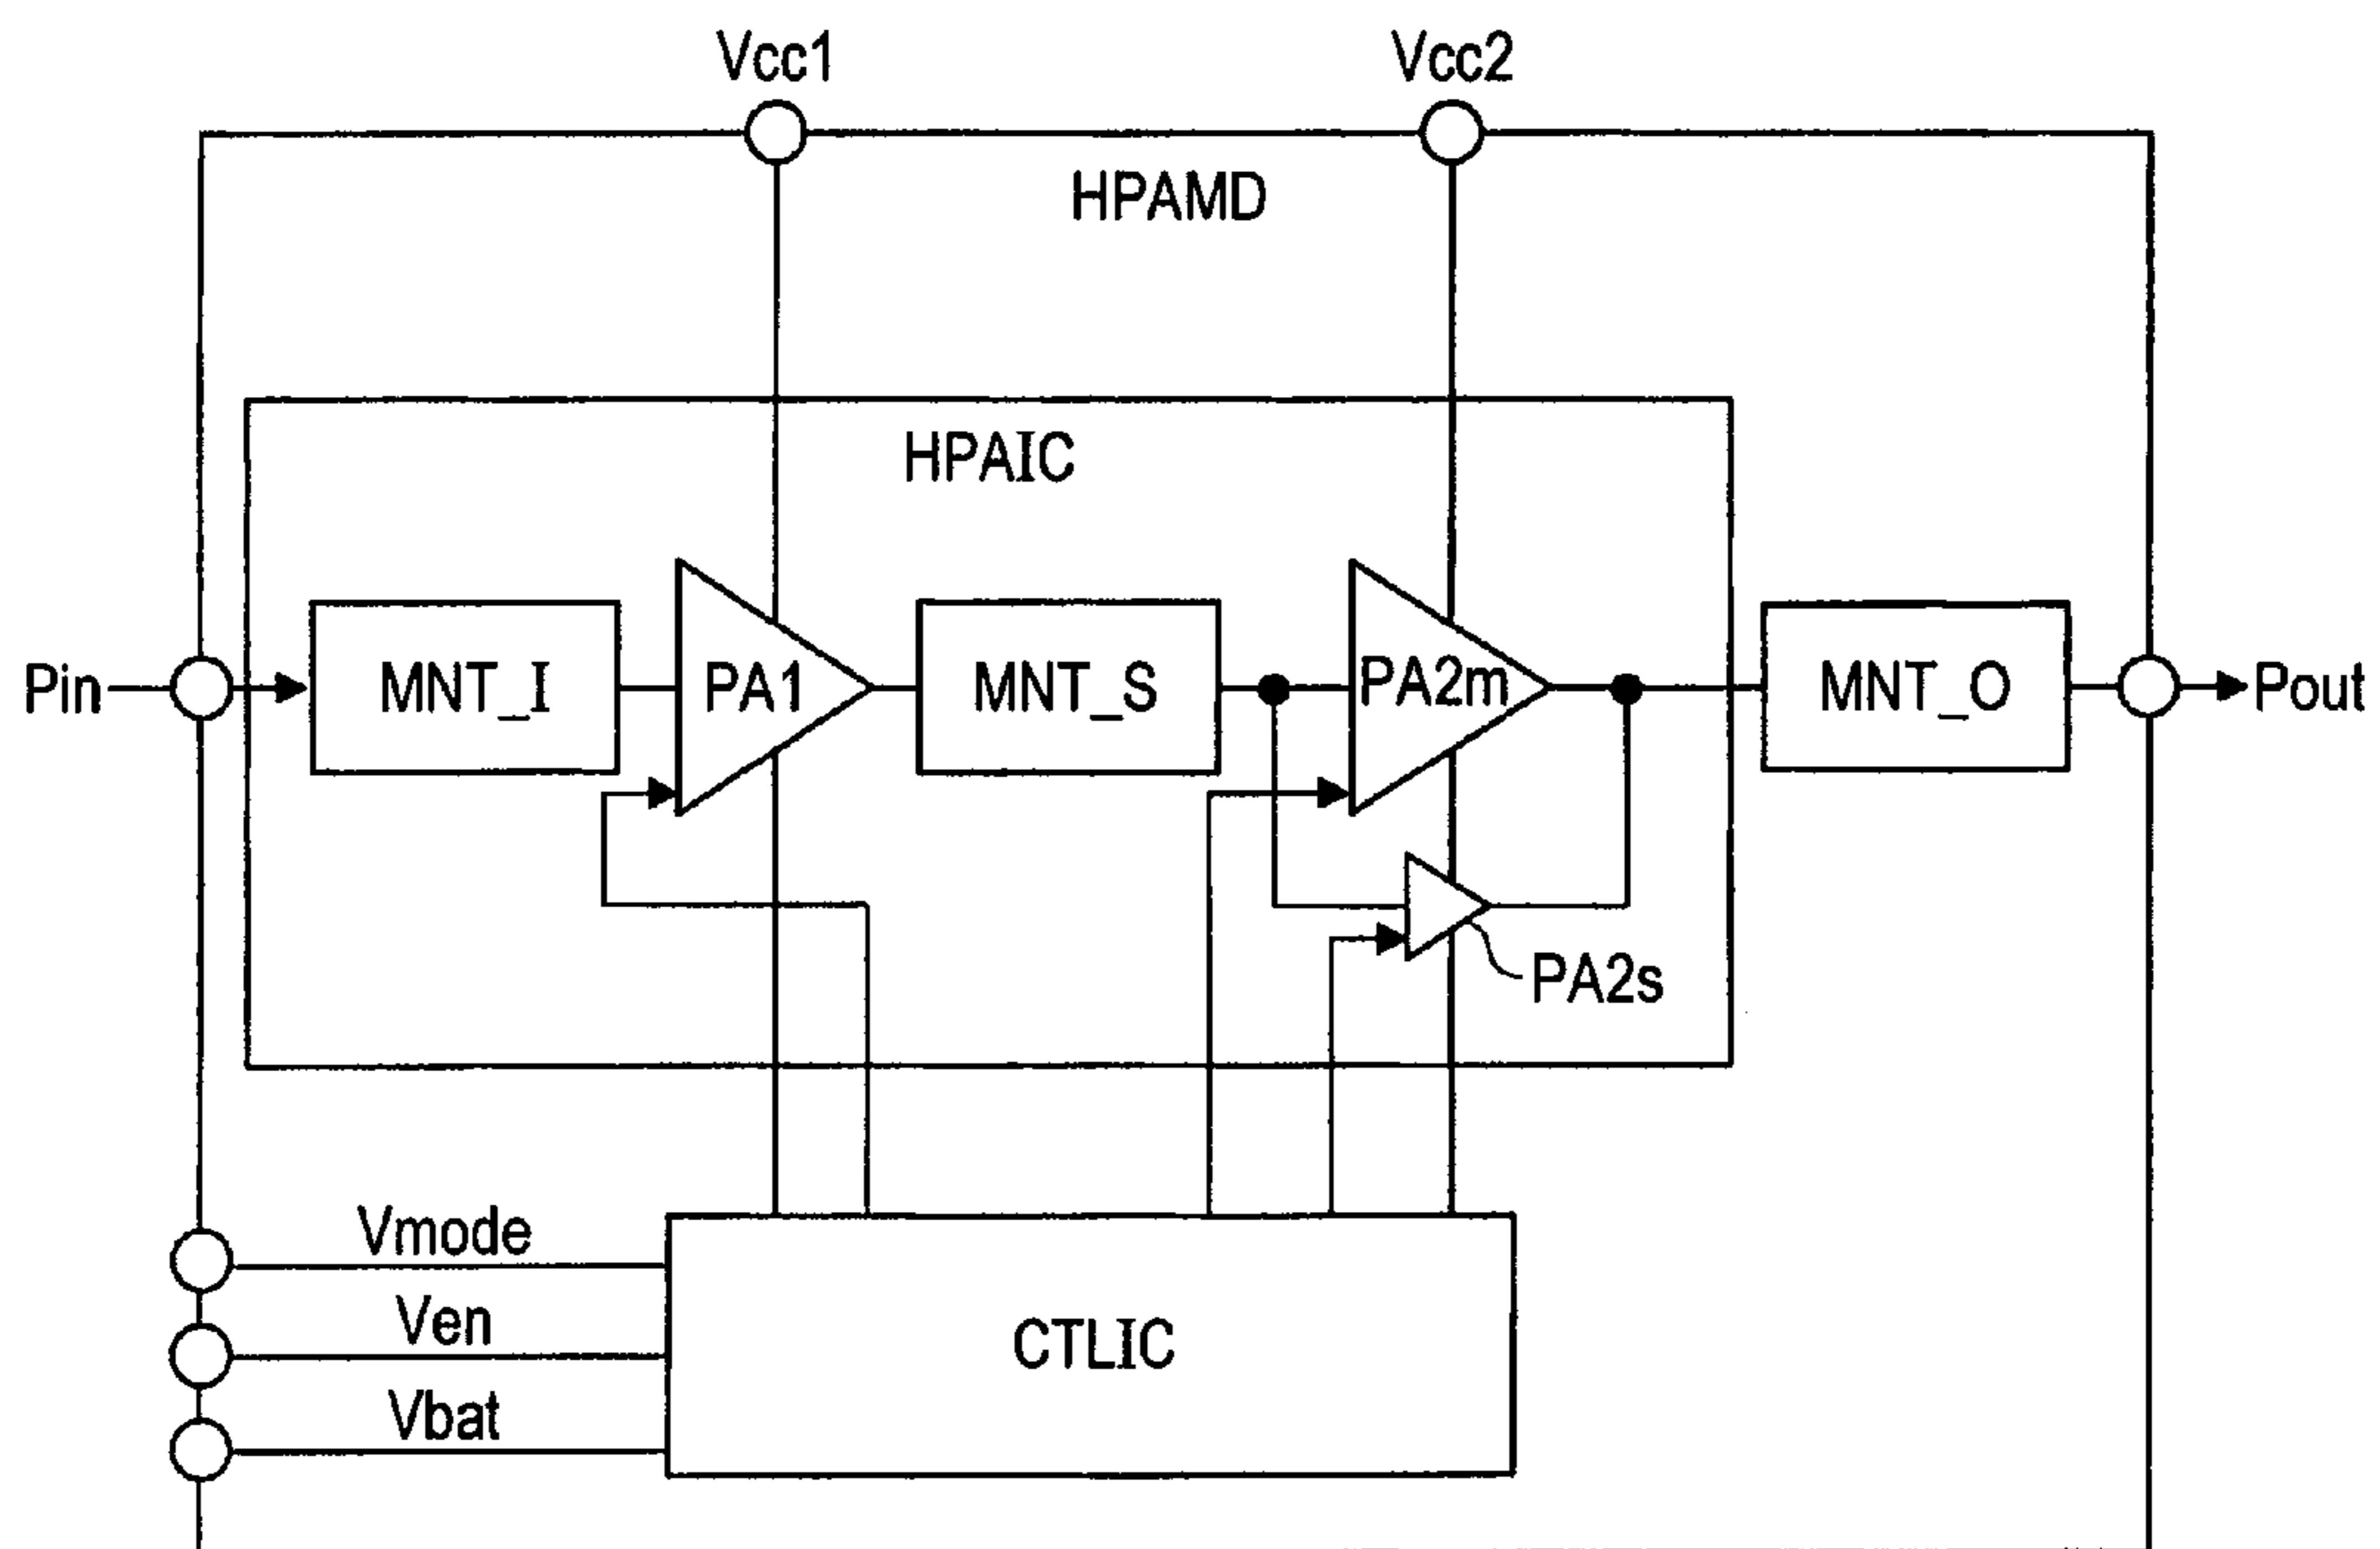 Vcc1
Vcc2
HPAMD
HPAIC
Pin
MNT_I
PA1
MNT_S
PA2m
MNT_O
Pout
PA2s
Vmode
Ven
Vbat
CTLIC